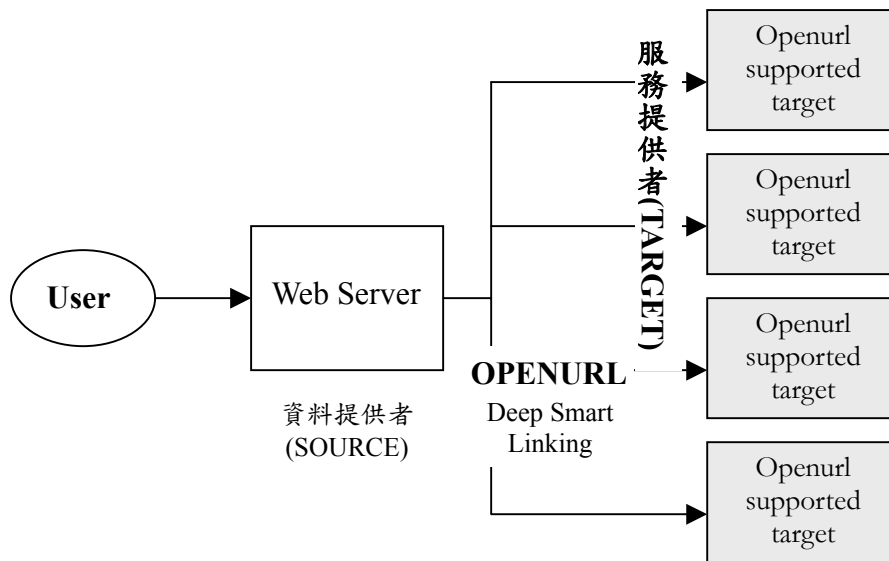 User
Web Server
資料提供者
(SOURCE)
OPENURL
Deep Smart
Linking
服務提供者(TARGET)
Openurl
supported
target
Openurl
supported
target
Openurl
supported
target
Openurl
supported
target